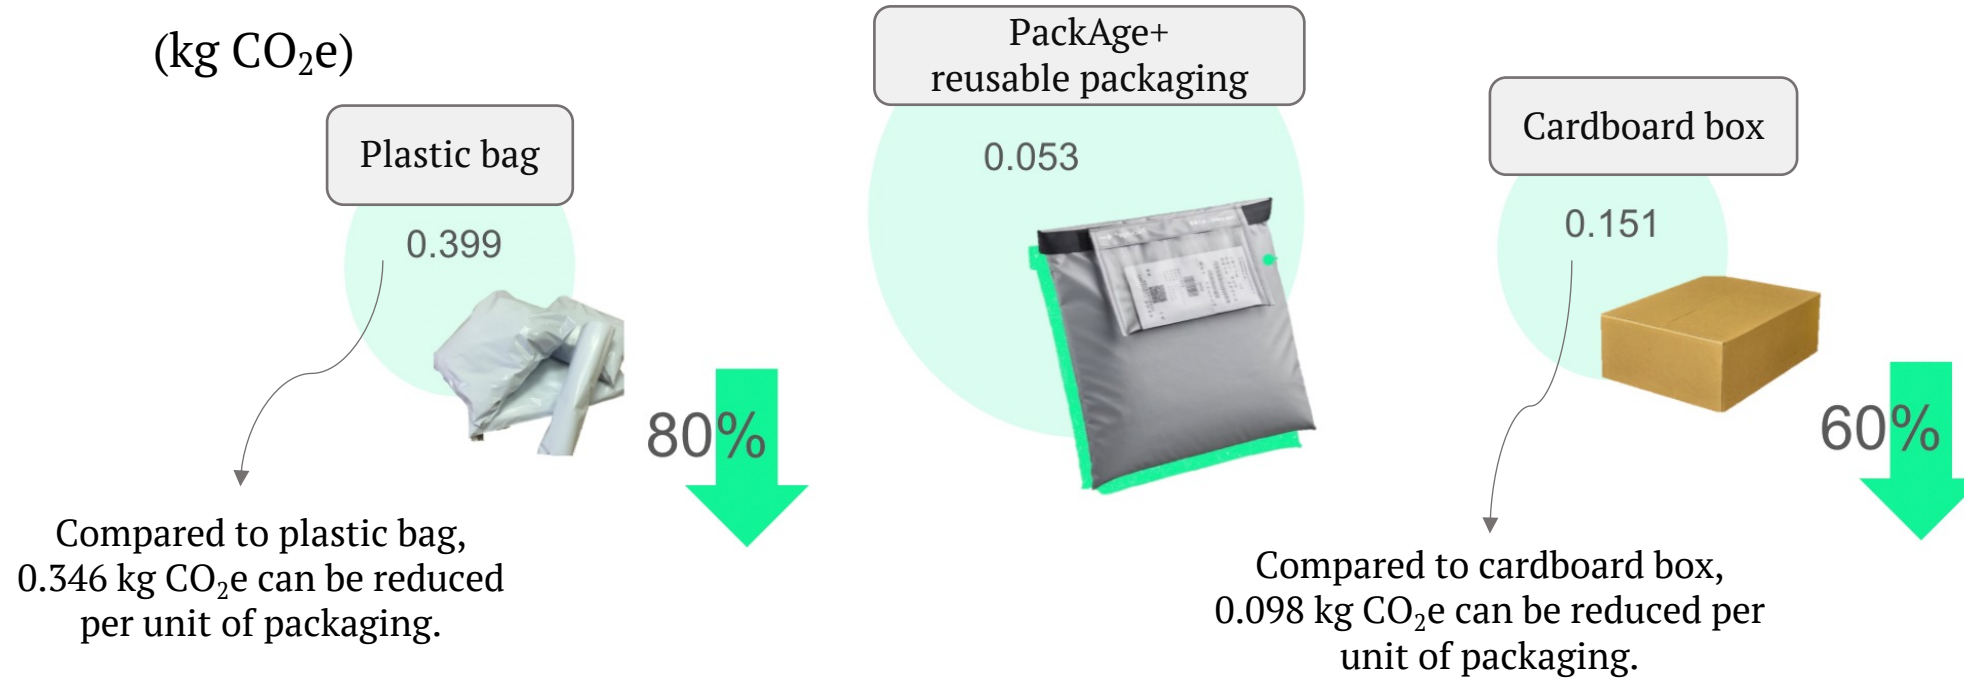 (kg CO₂e)
PackAge+
reusable packaging
Plastic bag
Cardboard box
0.053
0.399
0.151
80%
60%
Compared to plastic bag,
0.346 kg CO₂e can be reduced
per unit of packaging.
Compared to cardboard box,
0.098 kg CO₂e can be reduced per
unit of packaging.